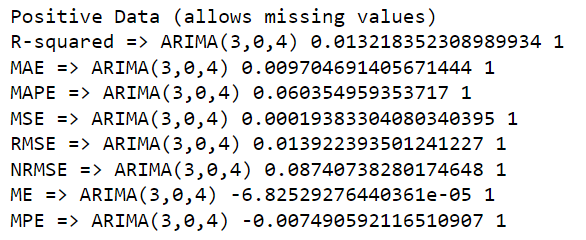 Positive Data (allows missing values)
R-squared => ARIMA(3,0,4) 0.013218352308989934 1
MAE => ARIMA(3,0,4) 0.009704691405671444 1
MAPE => ARIMA(3,0,4) 0.060354959353717 1
MSE => ARIMA(3,0,4) 0.00019383304080340395 1
RMSE => ARIMA(3,0,4) 0.013922393501241227 1
NRMSE => ARIMA(3,0,4) 0.08740738280174648 1
ME => ARIMA(3,0,4) -6.82529276440361e-05 1
MPE => ARIMA(3,0,4) -0.007490592116510907 1